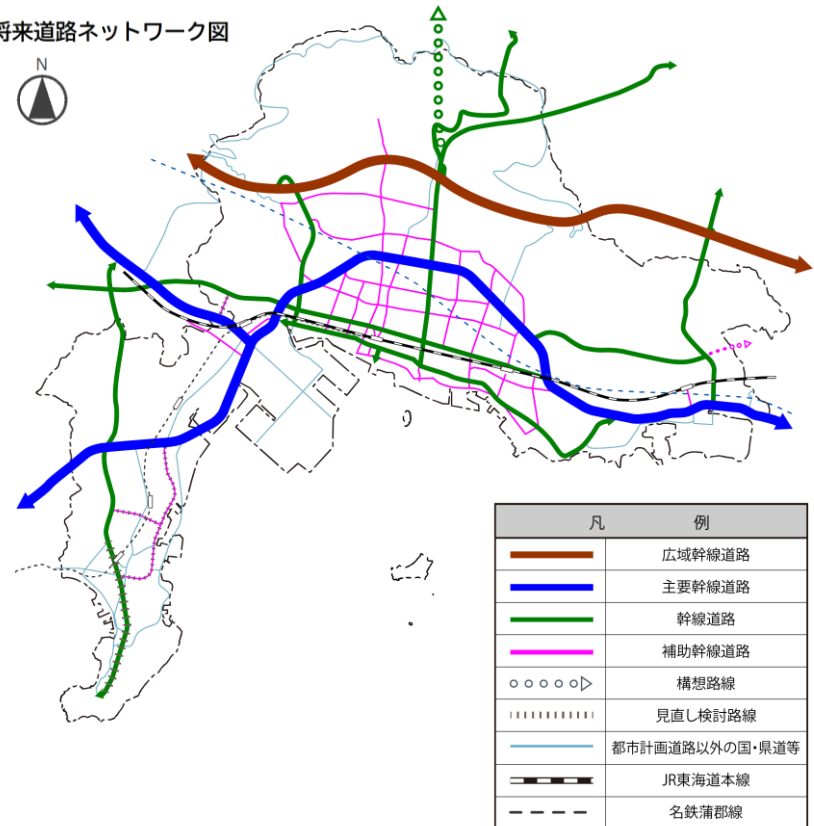 将来道路ネットワーク図
N
凡 例
広域幹線道路
主要幹線道路
幹線道路
補助幹線道路
構想路線
見直し検討路線
都市計画道路以外の国・県道等
JR東海道本線
名鉄蒲郡線